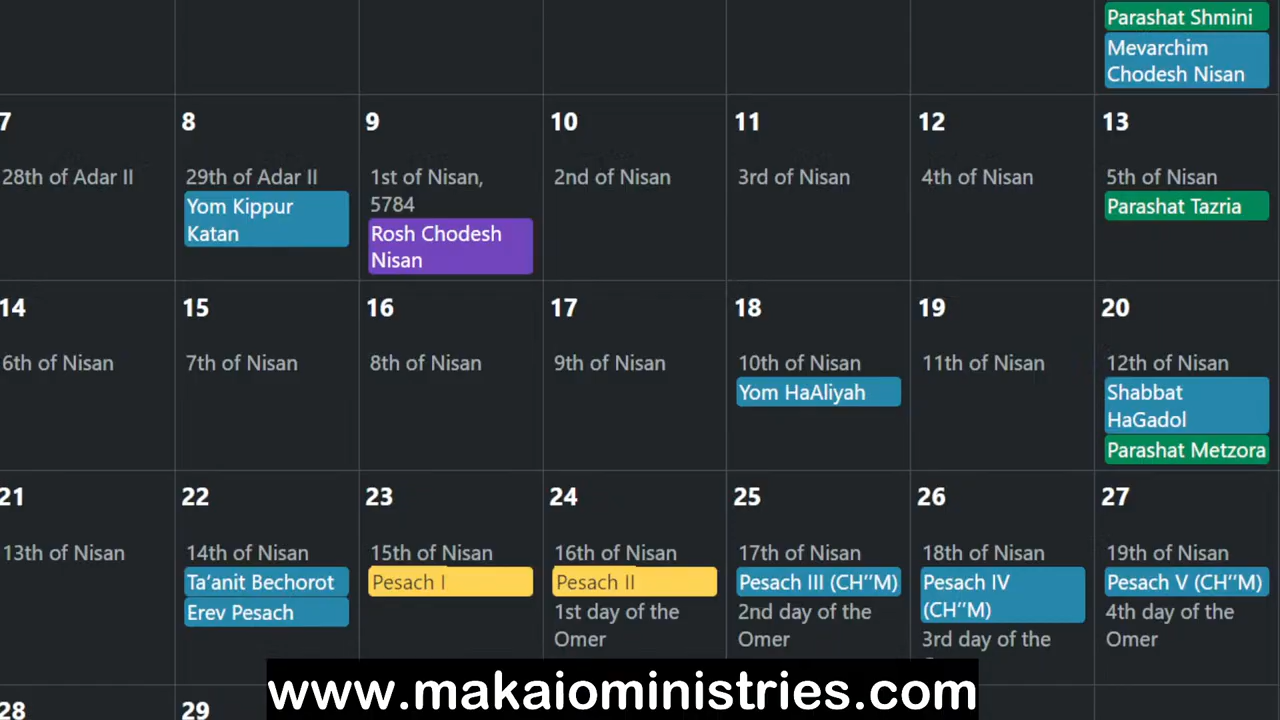 Parashat Shmini
Mevarchim
Chodesh Nisan
7
28th of Adar II
8
29th of Adar II
Yom Kippur
Katan
9
1st of Nisan,
5784
Rosh Chodesh
Nisan
10
2nd of Nisan
11
3rd of Nisan
12
4th of Nisan
13
5th of Nisan
Parashat Tazria
14
6th of Nisan
15
7th of Nisan
16
8th of Nisan
17
9th of Nisan
18
10th of Nisan
Yom HaAliyah
19
11th of Nisan
20
12th of Nisan
Shabbat
HaGadol
Parashat Metzora
21
13th of Nisan
22
14th of Nisan
Ta’anit Bechorot
Erev Pesach
23
15th of Nisan
Pesach I
24
16th of Nisan
Pesach II
1st day of the
Omer
25
17th of Nisan
Pesach III (CH’’M)
2nd day of the
Omer
26
18th of Nisan
Pesach IV
(CH’’M)
3rd day of the
27
19th of Nisan
Pesach V (CH’’M)
4th day of the
Omer
28
29
www.makaioministries.com